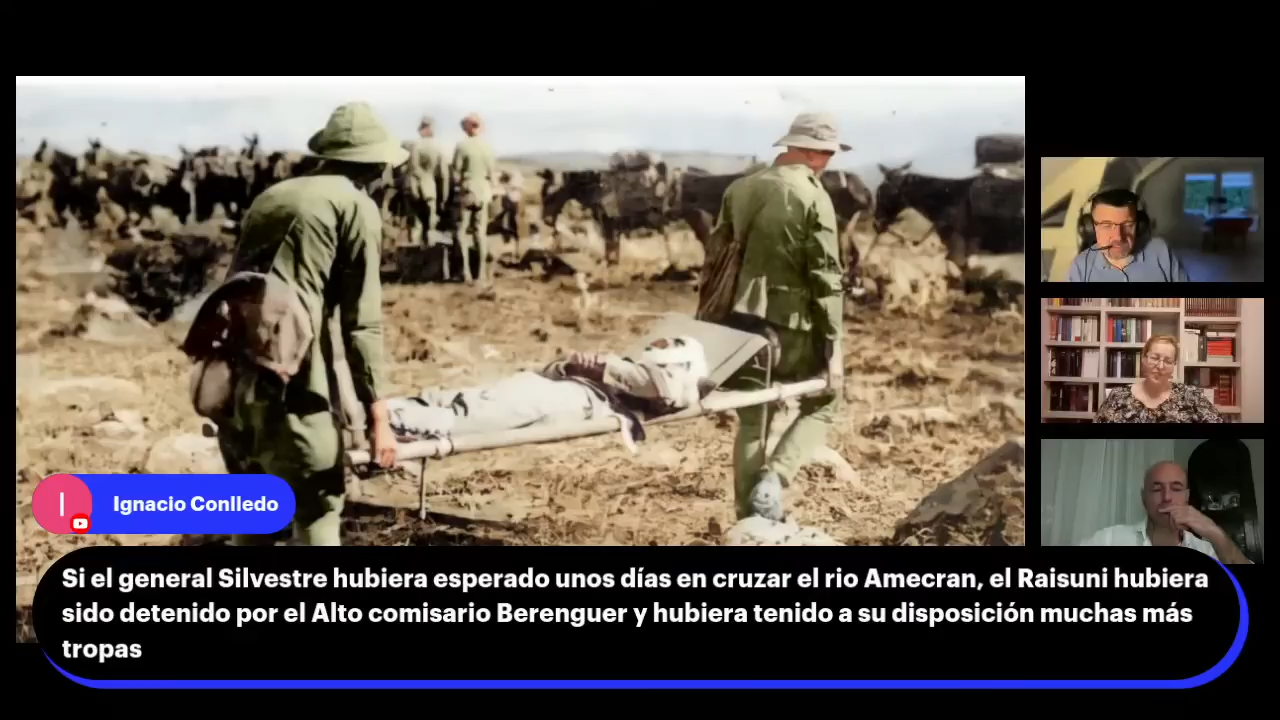 Ignacio Conlledo
Si el general Silvestre hubiera esperado unos días en cruzar el rio Amecran, el Raisuni hubiera
sido detenido por el Alto comisario Berenguer y hubiera tenido a su disposición muchas más
tropas